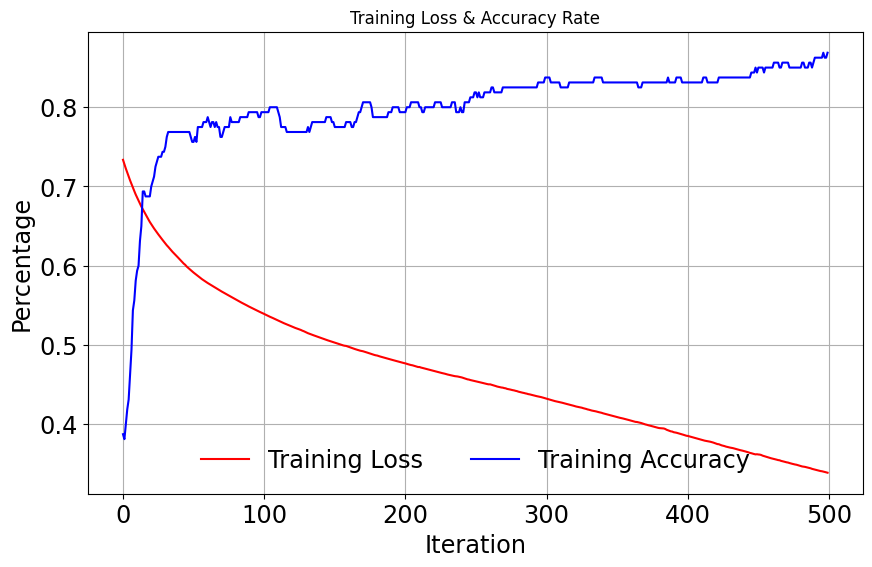 Training Loss & Accuracy Rate
Percentage
0.8
0.7
0.6
0.5
0.4
Training Loss Training Accuracy
0 100 200 300 400 500
Iteration